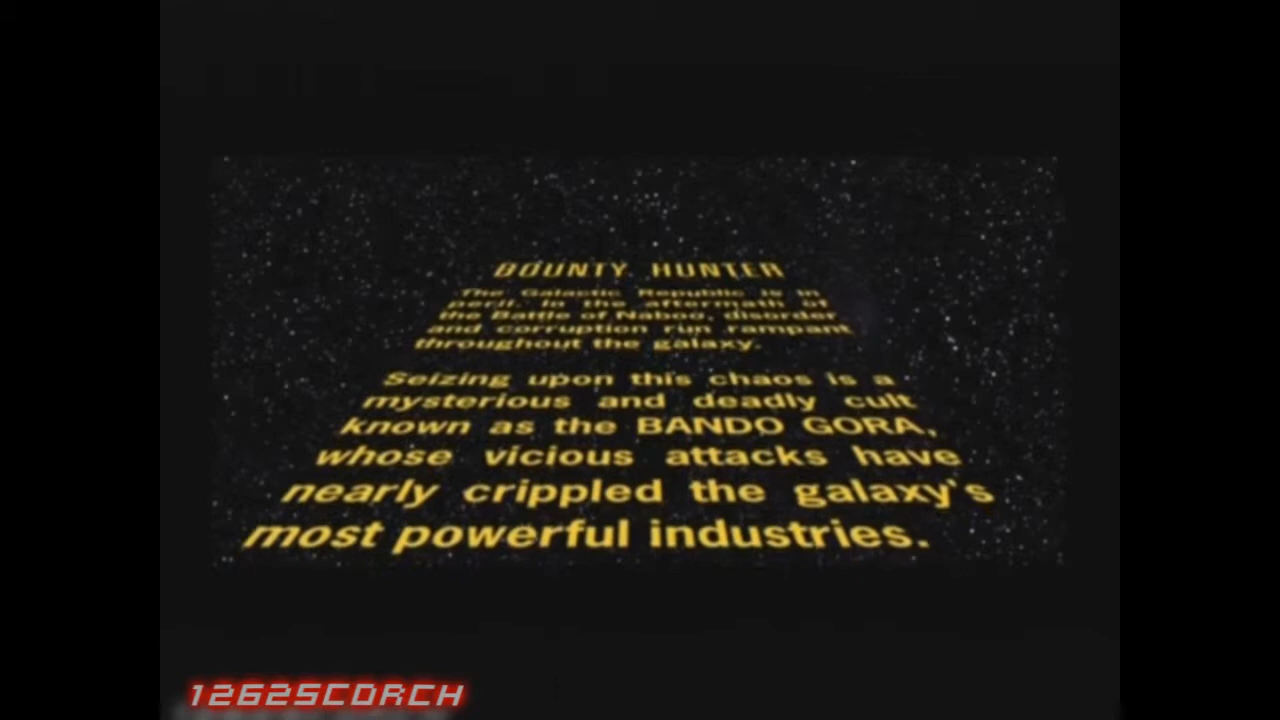 BOUNTY HUNTER
The Galactic Republic is in
peril. In the aftermath of
the Battle of Naboo, disorder
and corruption run rampant
throughout the galaxy.
Seizing upon this chaos is a
mysterious and deadly cult
known as the BANDO GORA,
whose vicious attacks have
nearly crippled the galaxy's
most powerful industries.
1262SCORCH